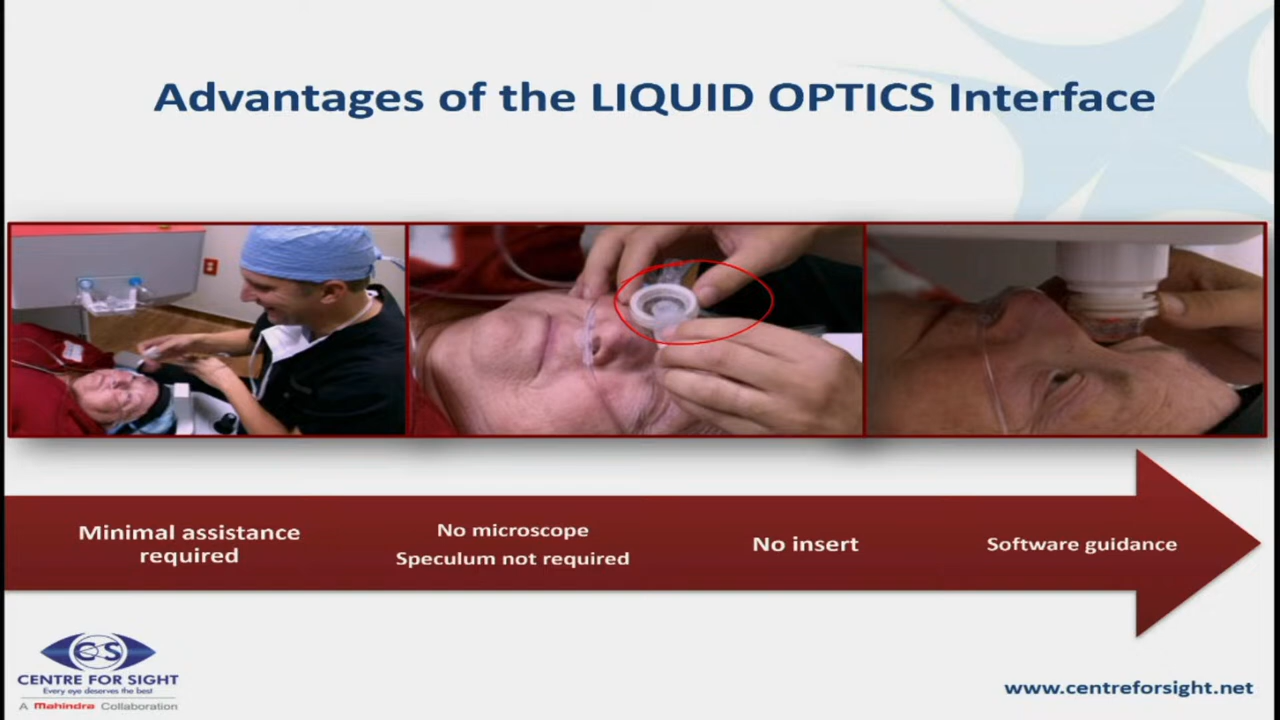 Advantages of the LIQUID OPTICS Interface
Minimal assistance
required
No microscope
Speculum not required
No insert
Software guidance
CS
CENTRE FOR SIGHT
Every eye deserves the best
A Mahindra Collaboration
www.centreforsight.net